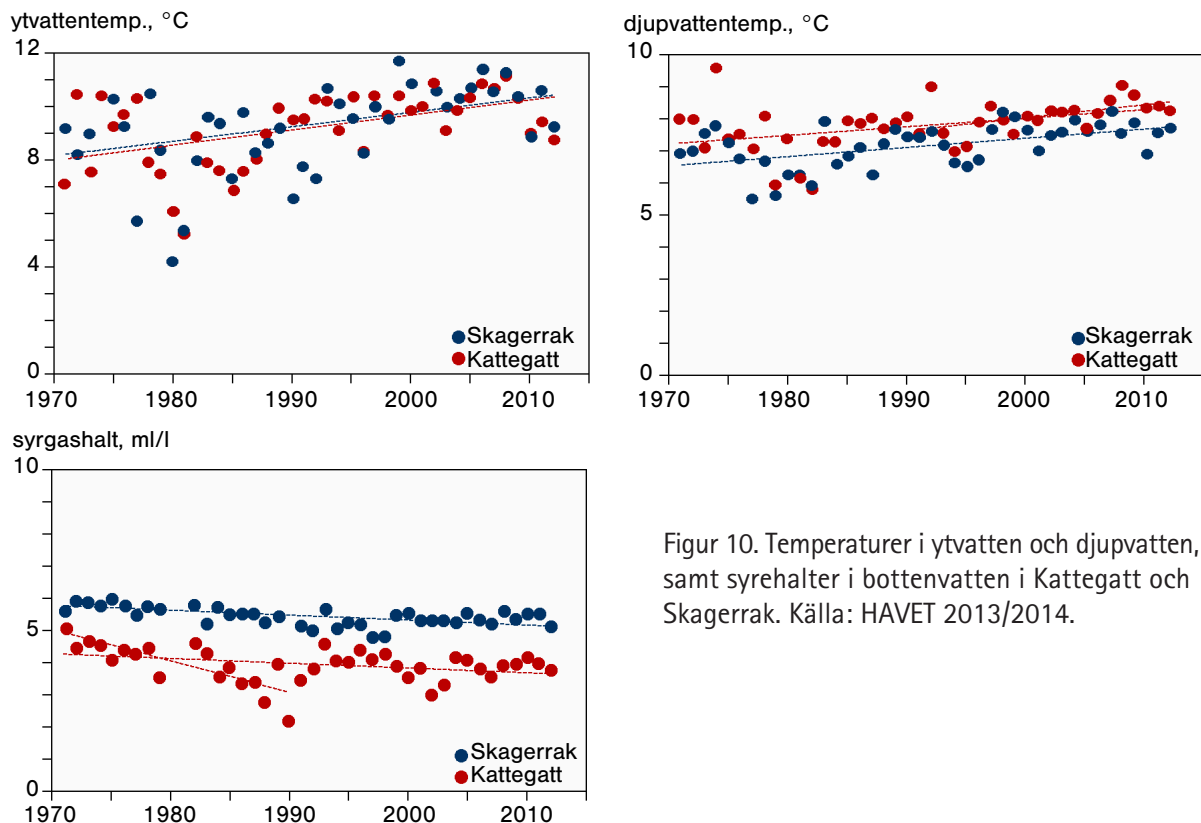 ytvattentemp., °C
12
8
4
0
1970
1980
1990
2000
2010
Skagerrak
Kattegatt
djupvattentemp., °C
10
5
0
1970
1980
1990
2000
2010
Skagerrak
Kattegatt
syrgashalt, ml/l
10
5
0
1970
1980
1990
2000
2010
Skagerrak
Kattegatt
Figur 10. Temperaturer i ytvatten och djupvatten,
samt syrehalter i bottenvatten i Kattegatt och
Skagerrak. Källa: HAVET 2013/2014.